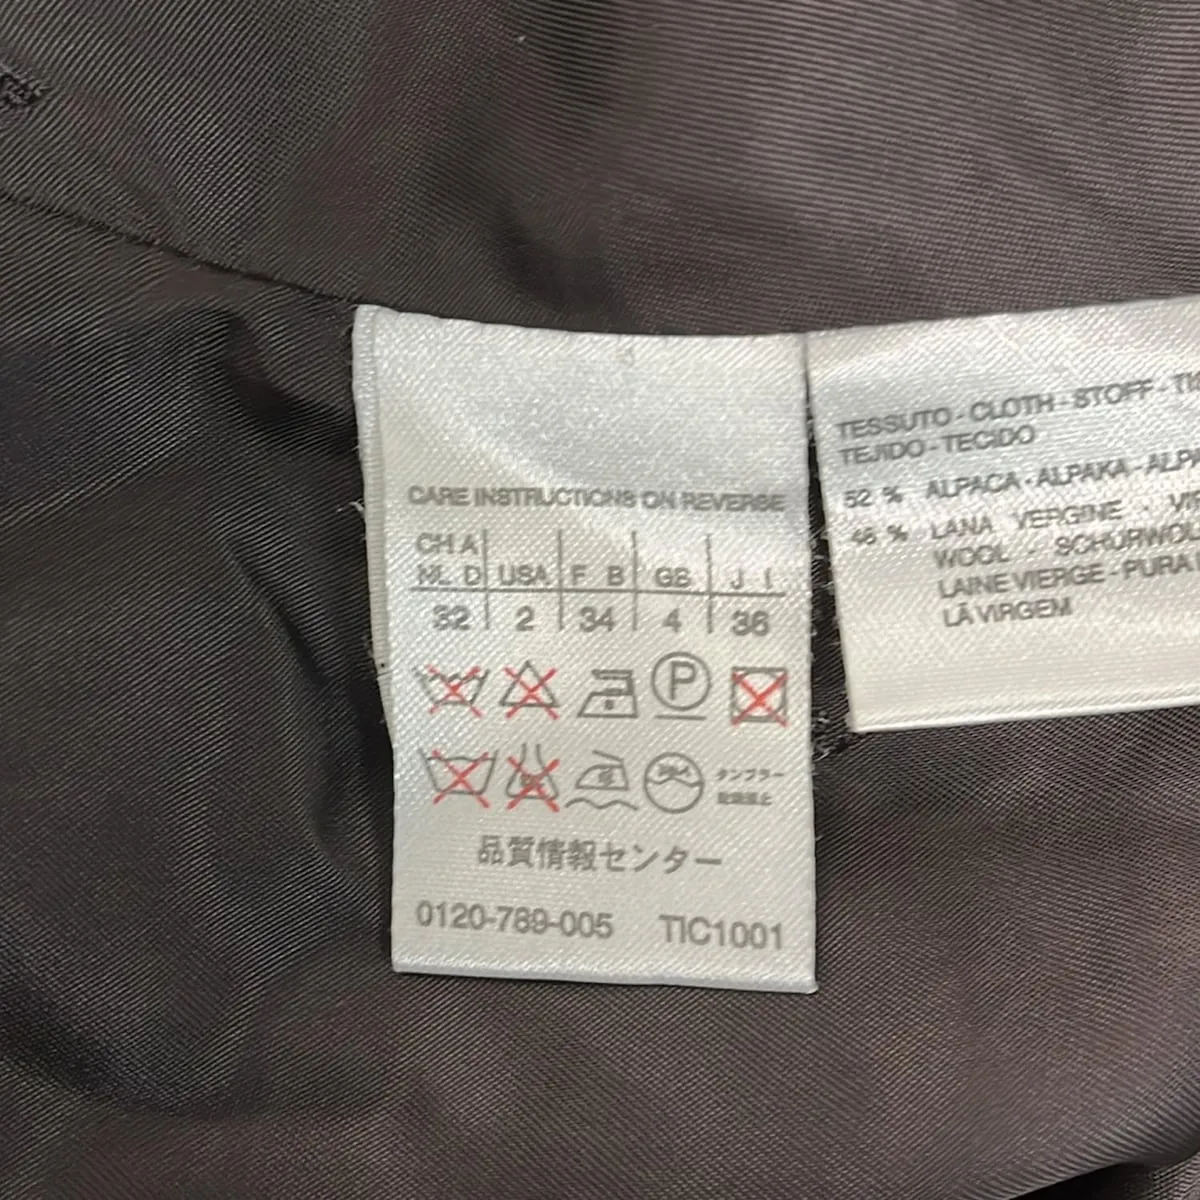 CARE INSTRUCTIONS ON REVERSE
CH A
NL D USA F B GB J I
32 2 34 4 36
P
タンブラー
品質情報センター
0120-789-005 TIC1001
TESSUTO - CLOTH - STOFF -
TEJIDO - TECIDO
52 % ALPACA - ALPAKA -
48 % LANA VERGINE -
WOOL -
LAINE VIERGE - PURA
LÃ VIRGEM